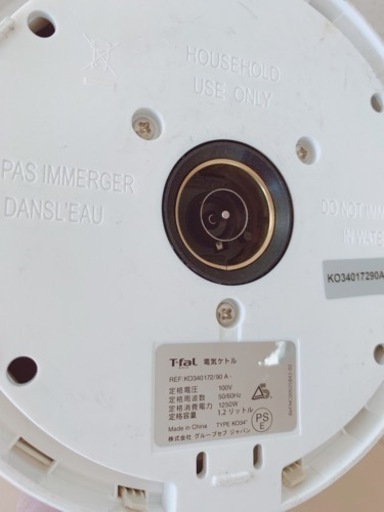 HOUSEHOLD
USE ONLY
PAS IMMERGER
DANSL'EAU
DO NOT
IN WATER
KO34017290A
T-fal 電気ケトル
REF:KO340172/90 A -
定格電圧 100V
定格周波数 50/60Hz
定格消費電力 1250W
定格容量 1.2 リットル
Made in China TYPE KO34*
株式会社 グループセブ ジャパン
PS
E